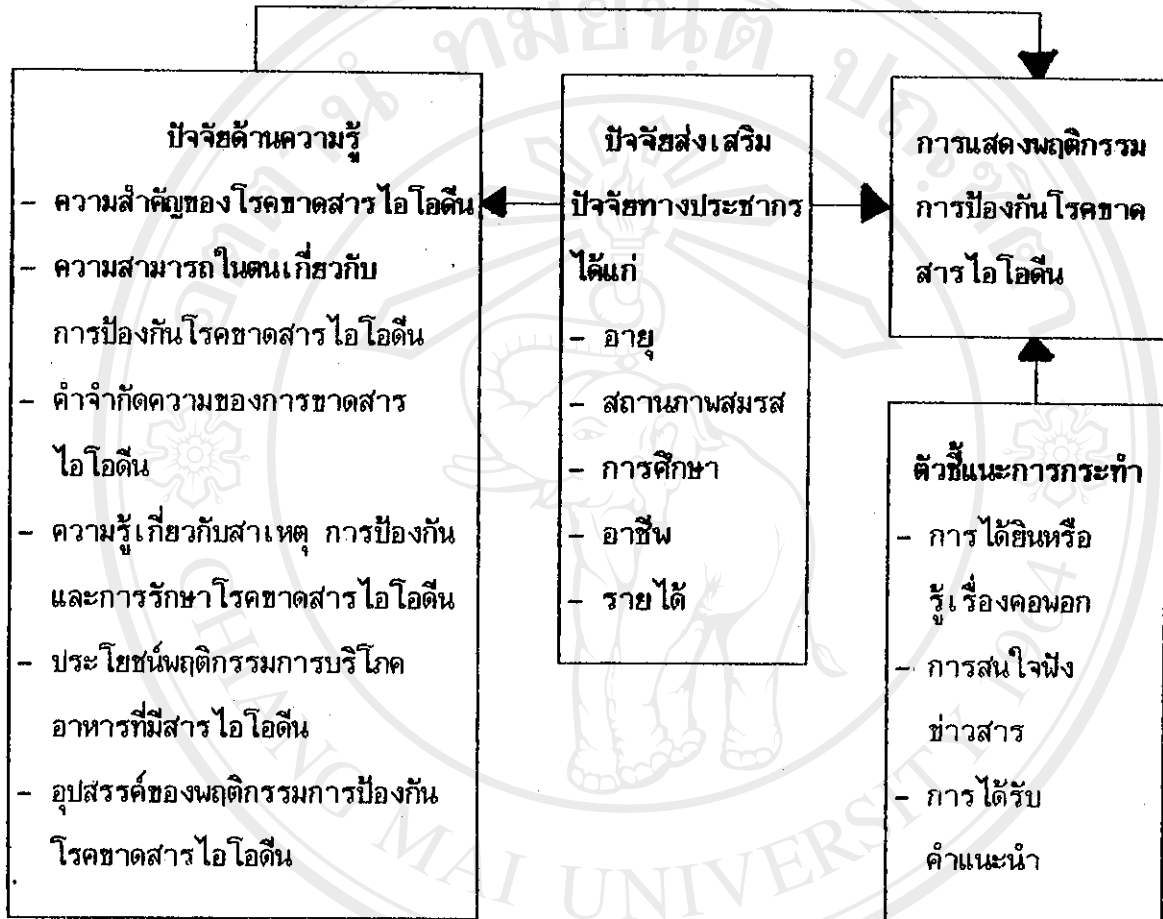 ปัจจัยด้านความรู้
- ความสำคัญของโรคขาดสารไอโอดีน
- ความสามารถในตนเกี่ยวกับ
การป้องกันโรคขาดสารไอโอดีน
- คำจำกัดความของการขาดสาร
ไอโอดีน
- ความรู้เกี่ยวกับสาเหตุ การป้องกัน
และการรักษาโรคขาดสารไอโอดีน
- ประโยชน์พฤติกรรมการบริโภค
อาหารที่มีสารไอโอดีน
- อุปสรรค์ของพฤติกรรมการป้องกัน
โรคขาดสารไอโอดีน
ปัจจัยส่งเสริม
ปัจจัยทางประชากร
ได้แก่
- อายุ
- สถานภาพสมรส
- การศึกษา
- อาชีพ
- รายได้
การแสดงพฤติกรรม
การป้องกันโรคขาด
สารไอโอดีน
ตัวชี้แนะการกระทำ
- การได้ยินหรือ
รู้เรื่องคอพอก
- การสนใจฟัง
ข่าวสาร
- การได้รับ
คำแนะนำ
CHIANG MAI UNIVERSITY 1964